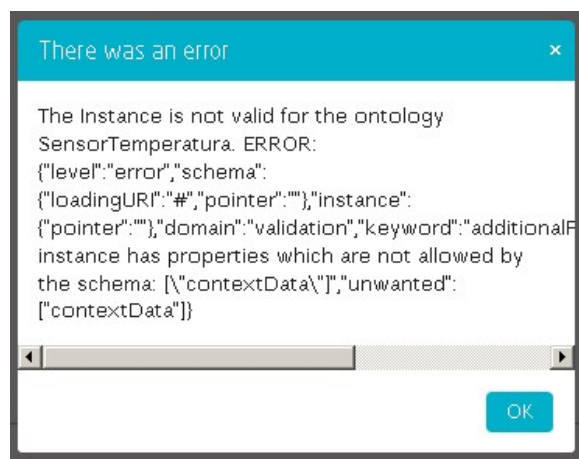 There was an error ×
The Instance is not valid for the ontology
SensorTemperatura. ERROR:
{"level":"error","schema":
{"loadingURI":"#","pointer":""},"instance":
{"pointer":""},"domain":"validation","keyword":"additionalP
instance has properties which are not allowed by
the schema: [\"contextData\"]","unwanted":
["contextData"]}
OK